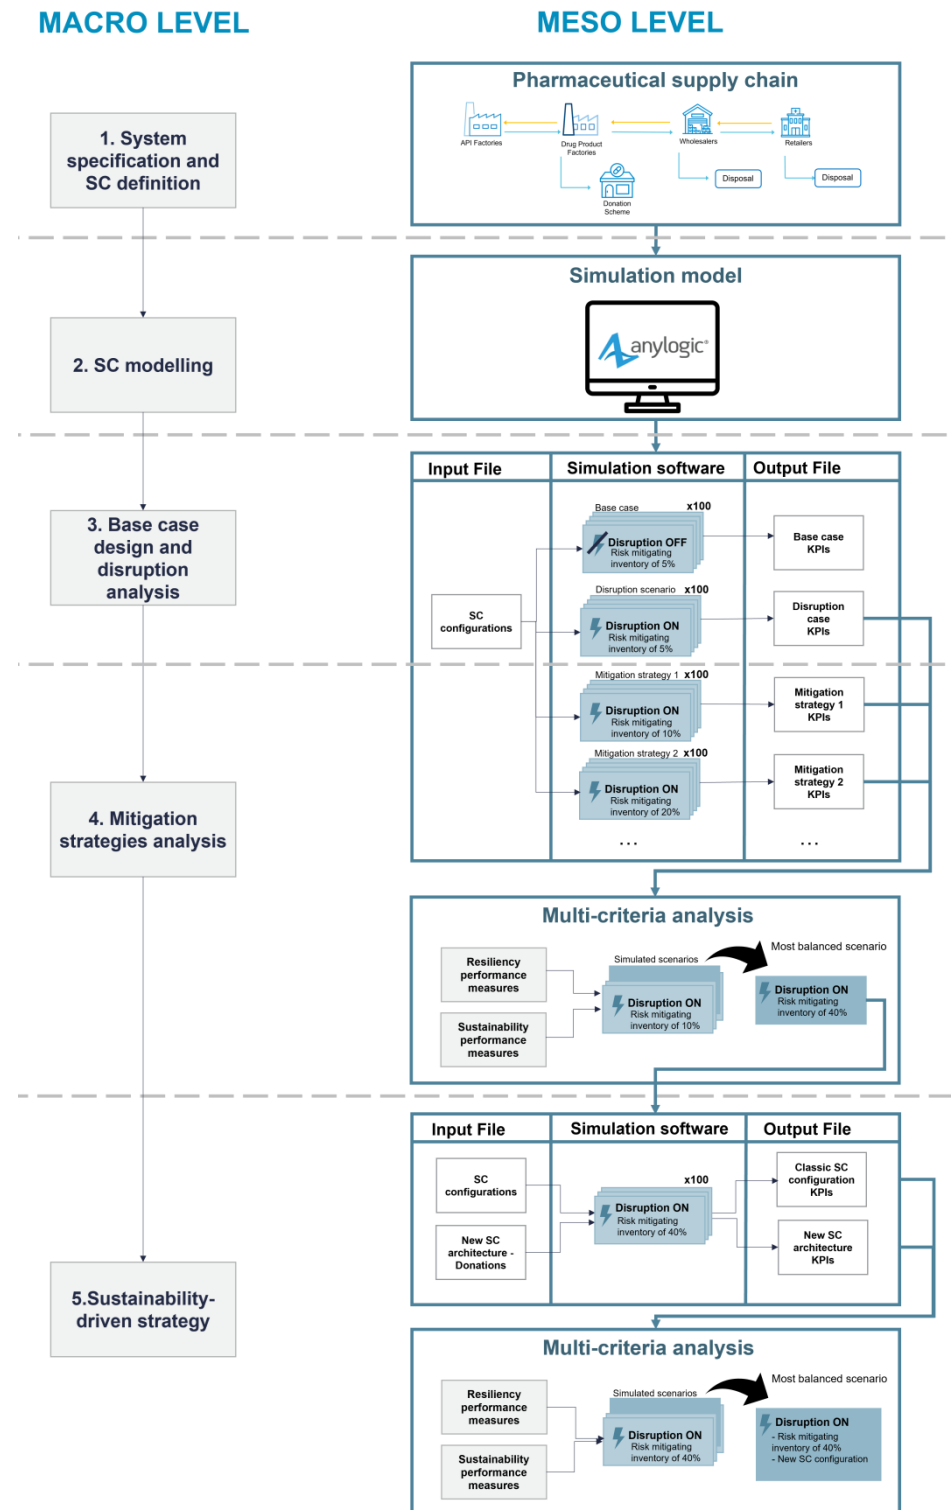 MACRO LEVEL
MESO LEVEL
1. System
specification and
SC definition
Pharmaceutical supply chain
API Factories
Drug Product
Factories
Wholesalers
Retailers
Donation
Scheme
Disposal
Disposal
2. SC modelling
Simulation model
anylogic®
3. Base case
design and
disruption
analysis
Input File
Simulation software
Output File
SC
configurations
Base case
x100
Disruption OFF
Risk mitigating
inventory of 5%
Base case
KPIs
Disruption scenario
x100
Disruption ON
Risk mitigating
inventory of 5%
Disruption
case
KPIs
4. Mitigation
strategies analysis
Mitigation strategy 1
x100
Disruption ON
Risk mitigating
inventory of 10%
Mitigation
strategy 1
KPIs
Mitigation strategy 2
x100
Disruption ON
Risk mitigating
inventory of 20%
Mitigation
strategy 2
KPIs
...
...
Multi-criteria analysis
Resiliency
performance
measures
Sustainability
performance
measures
Simulated scenarios
Disruption ON
Risk mitigating
inventory of 10%
Most balanced scenario
Disruption ON
Risk mitigating
inventory of 40%
5.Sustainability-
driven strategy
Input File
Simulation software
Output File
SC
configurations
New SC
architecture -
Donations
x100
Disruption ON
Risk mitigating
inventory of 40%
Classic SC
configuration
KPIs
New SC
architecture
KPIs
Multi-criteria analysis
Resiliency
performance
measures
Sustainability
performance
measures
Simulated scenarios
Disruption ON
Risk mitigating
inventory of 40%
Most balanced scenario
Disruption ON
- Risk mitigating
inventory of 40%
- New SC configuration